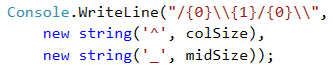 Console.WriteLine("/{0}\\{1}/{0}\\",
new string('^', colSize),
new string('_', midSize));